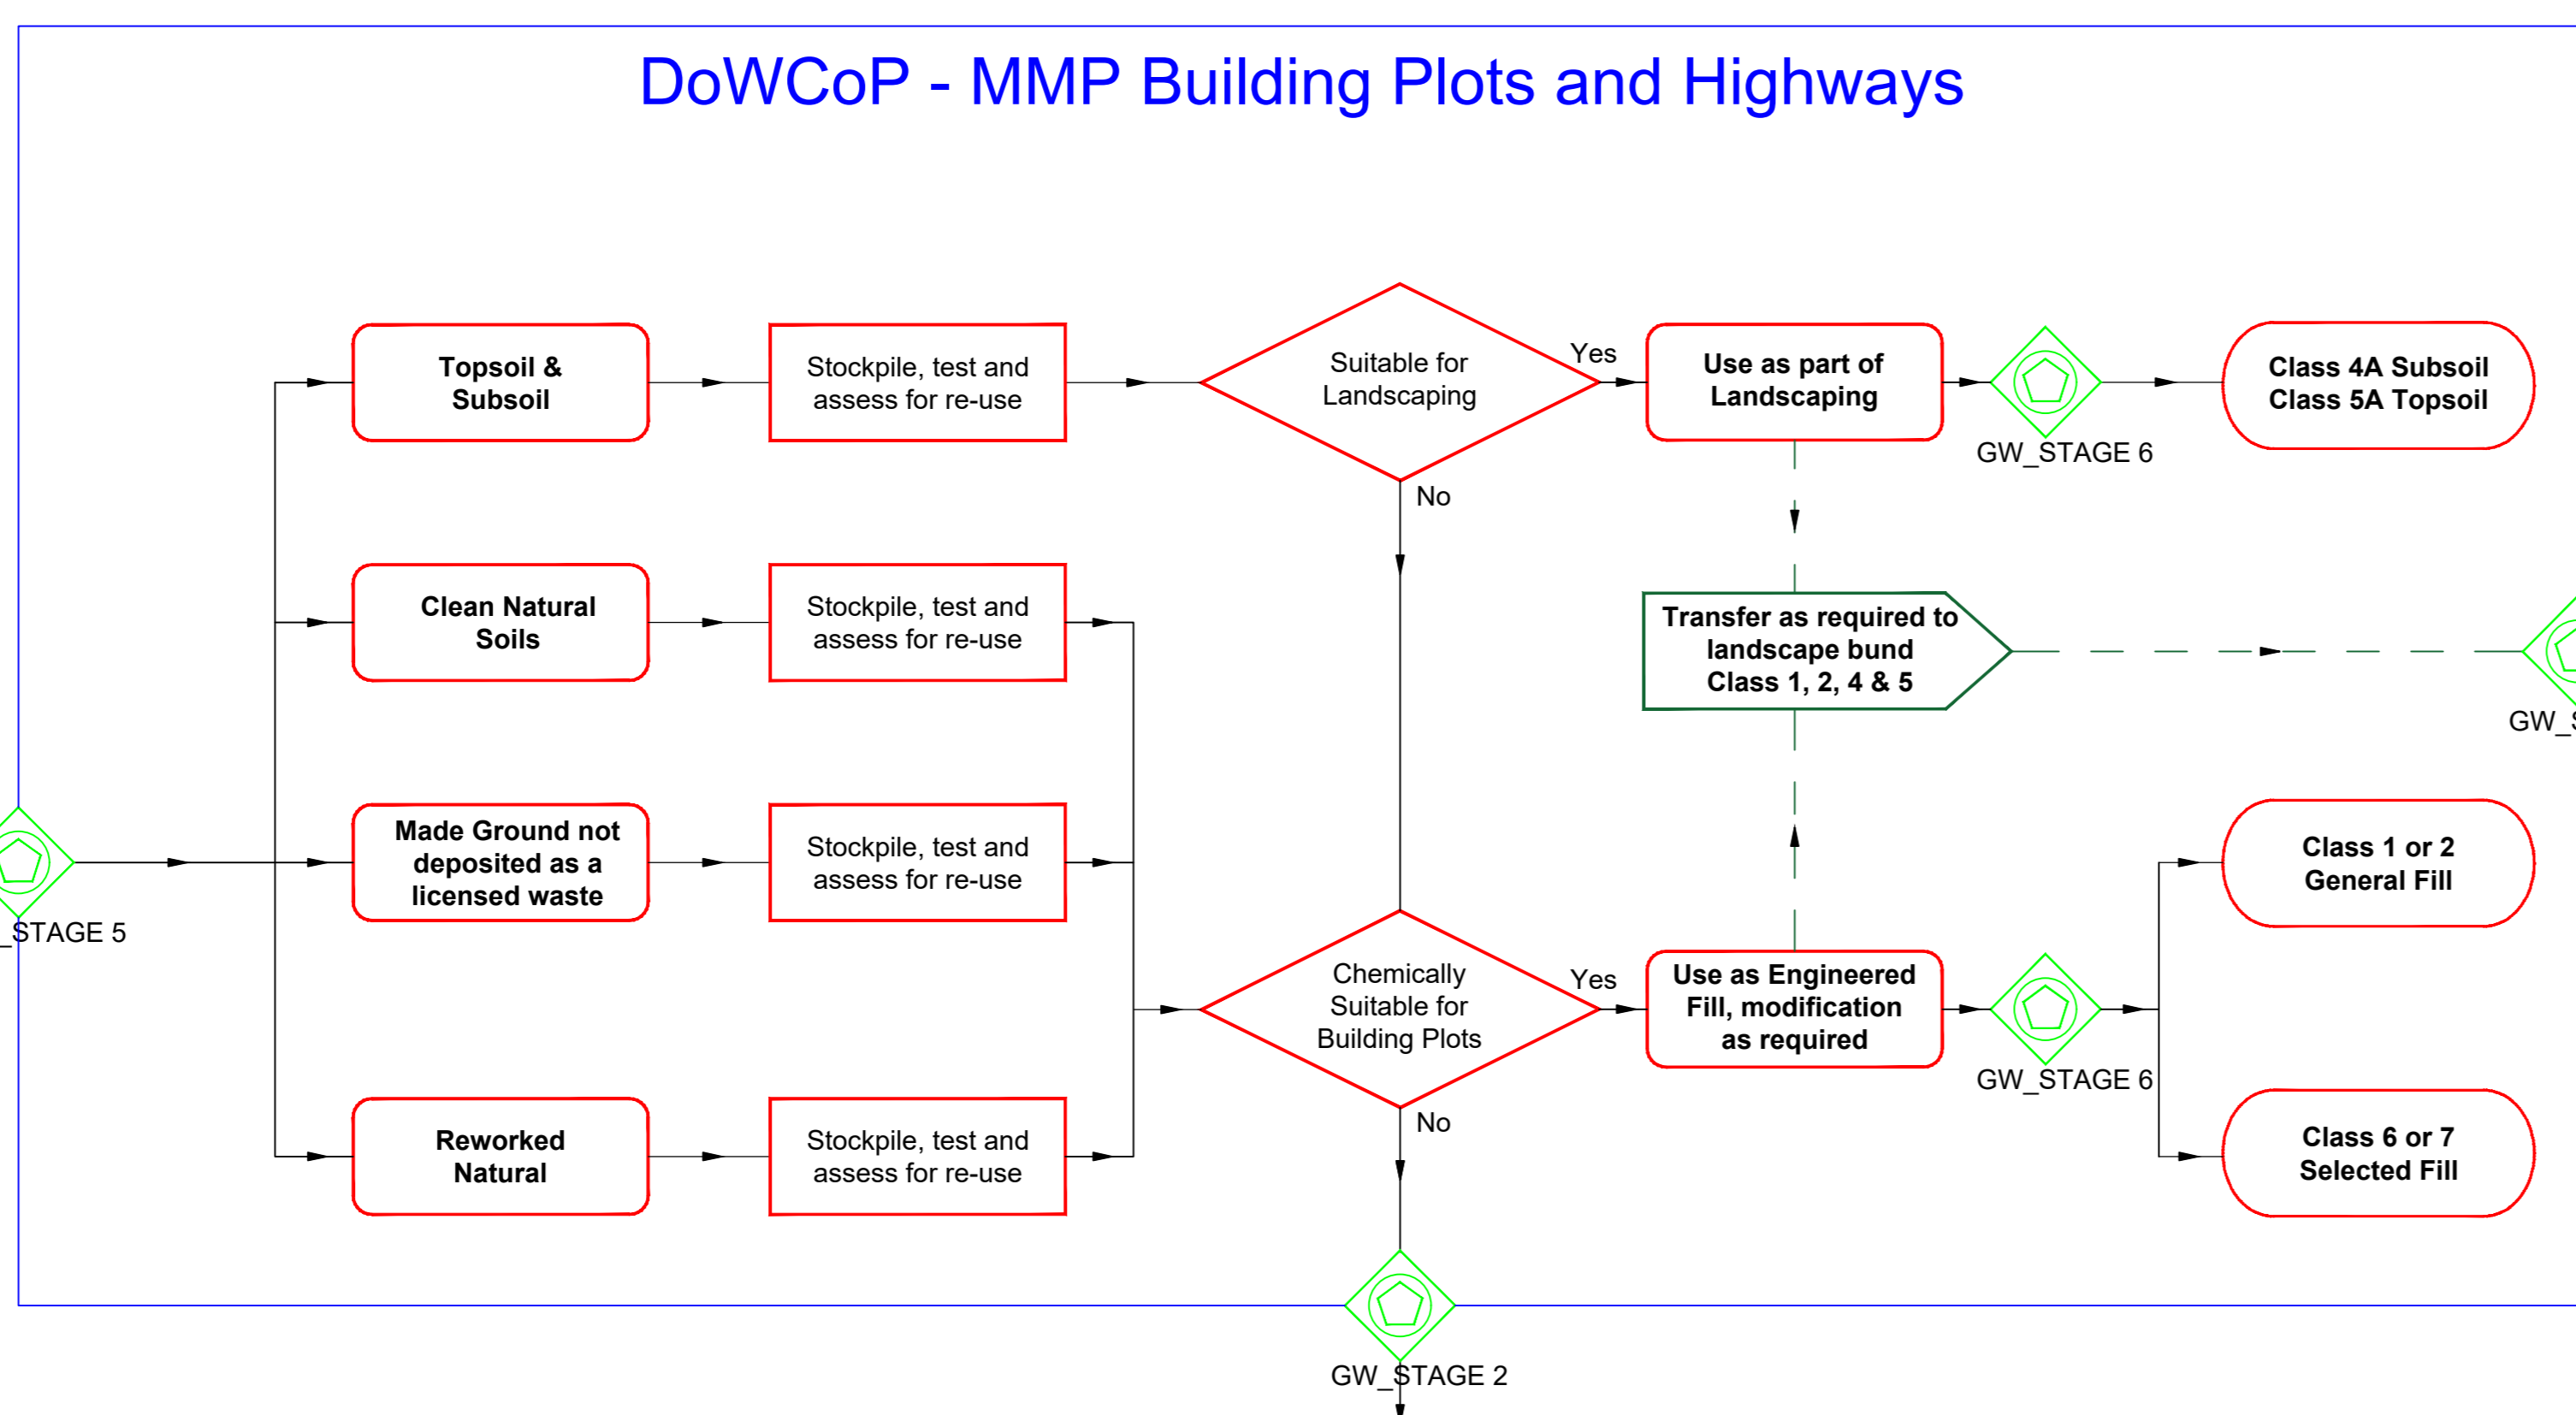 DoWCoP - MMP Building Plots and Highways
Topsoil &
Subsoil
Stockpile, test and
assess for re-use
Suitable for
Landscaping
Yes
No
Use as part of
Landscaping
GW_STAGE 6
Class 4A Subsoil
Class 5A Topsoil
Clean Natural
Soils
Stockpile, test and
assess for re-use
Transfer as required to
landscape bund
Class 1, 2, 4 & 5
GW_S
_STAGE 5
Made Ground not
deposited as a
licensed waste
Stockpile, test and
assess for re-use
Chemically
Suitable for
Building Plots
Yes
No
Use as Engineered
Fill, modification
as required
GW_STAGE 6
Class 1 or 2
General Fill
Reworked
Natural
Stockpile, test and
assess for re-use
Class 6 or 7
Selected Fill
GW_STAGE 2